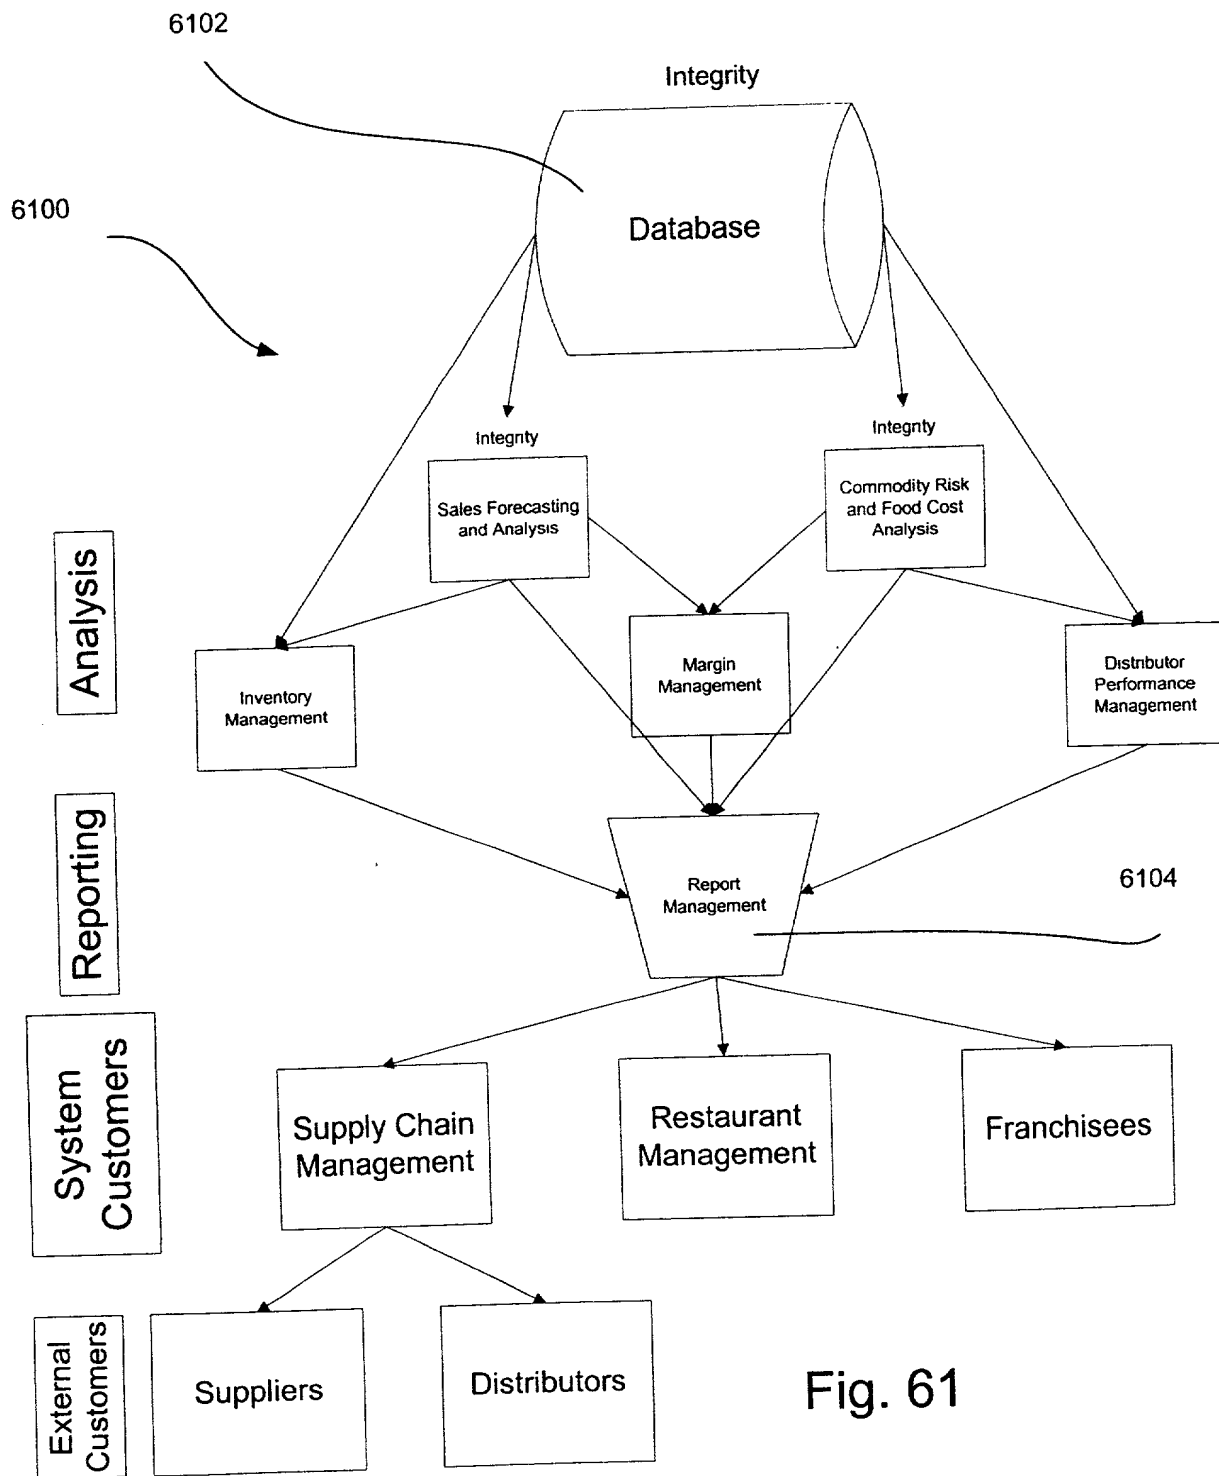 6102
Integrity
6100
Database
Integrity
Integrity
Sales Forecasting
and Analysis
Commodity Risk
and Food Cost
Analysis
Analysis
Inventory
Management
Margin
Management
Distributor
Performance
Management
Reporting
Report
Management
6104
System
Customers
Supply Chain
Management
Restaurant
Management
Franchisees
External
Customers
Suppliers
Distributors
Fig. 61